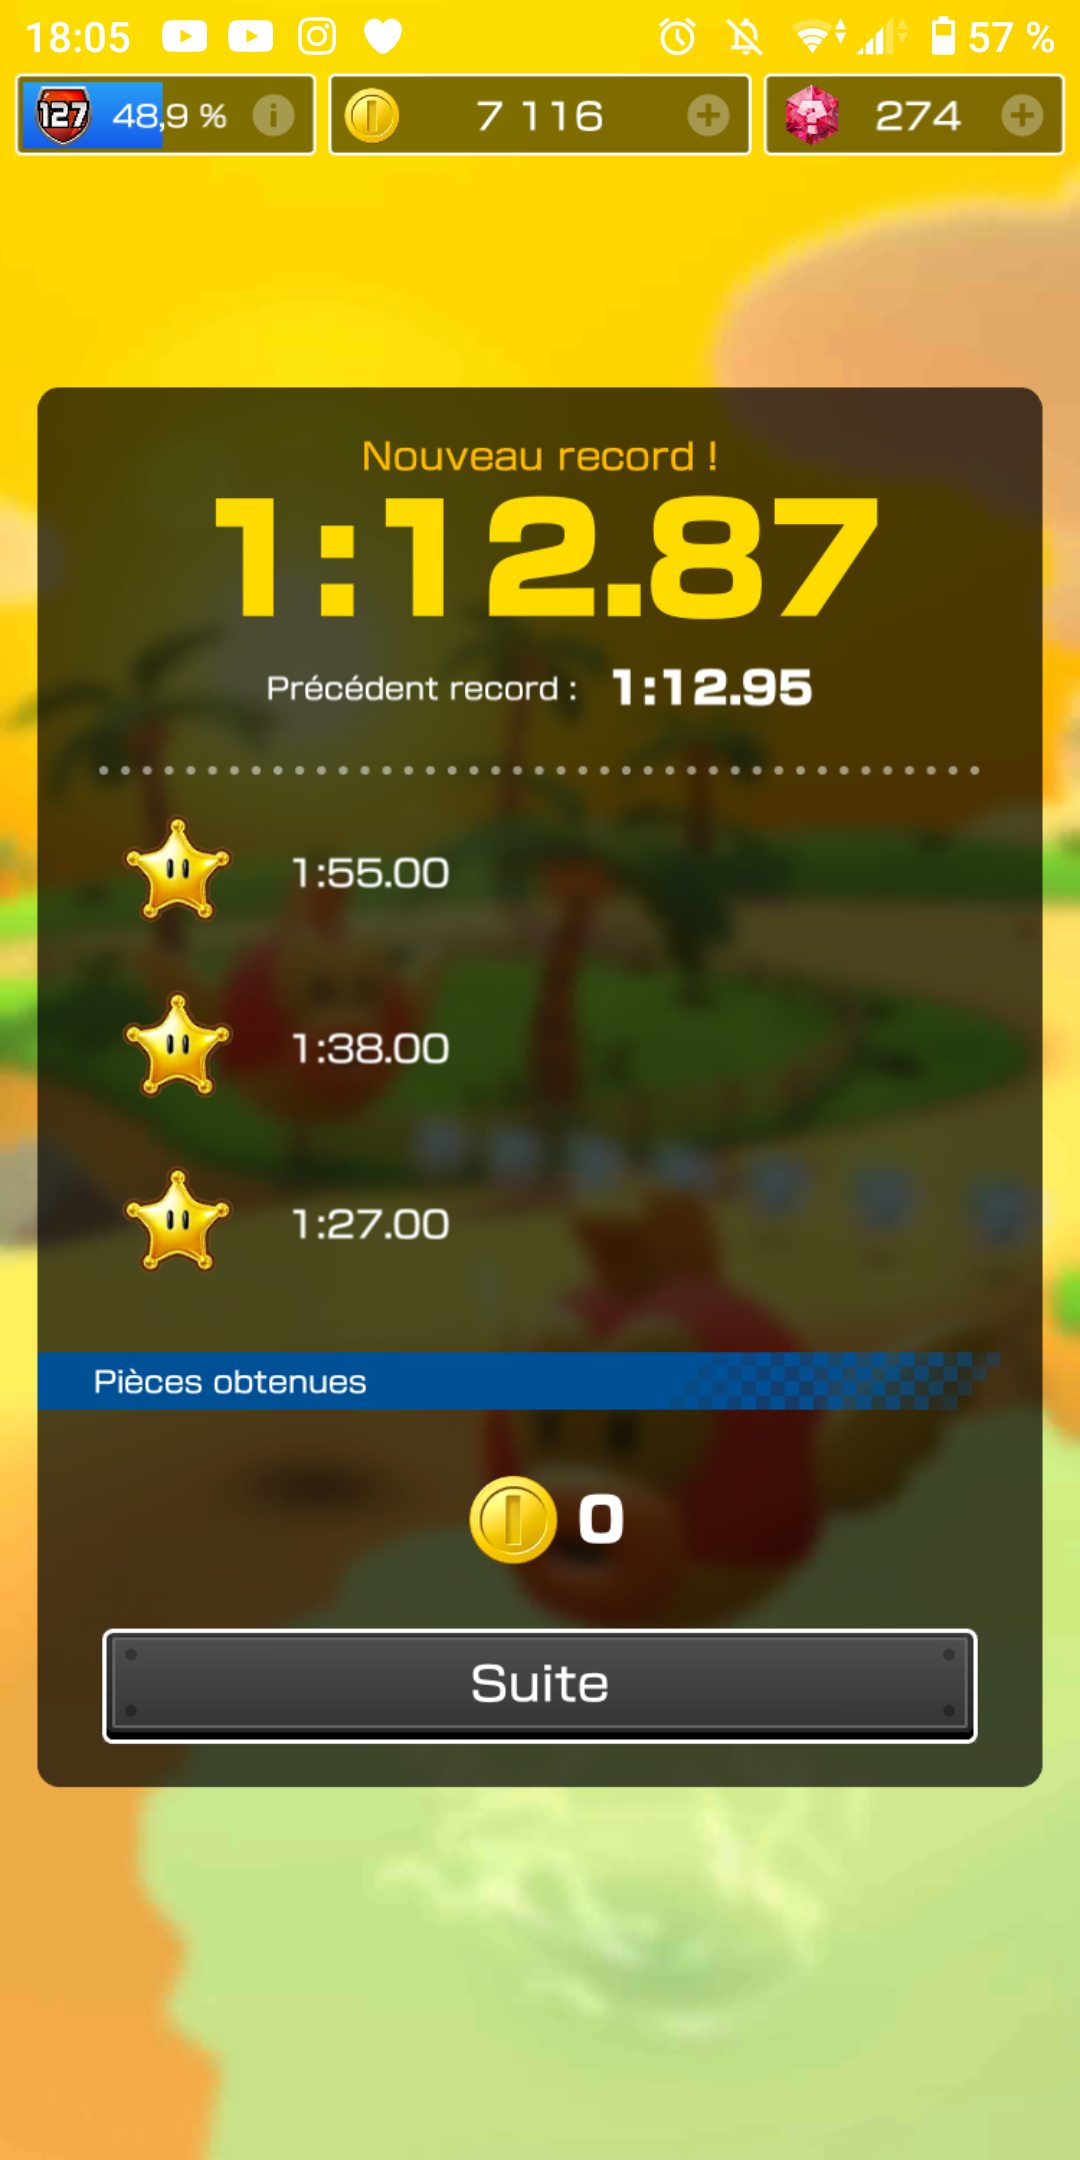 18:05 57 %
127 48,9 % i 7 116 + ? 274 +
Nouveau record !
1:12.87
Précédent record : 1:12.95
1:55.00
1:38.00
1:27.00
Pièces obtenues
0
Suite